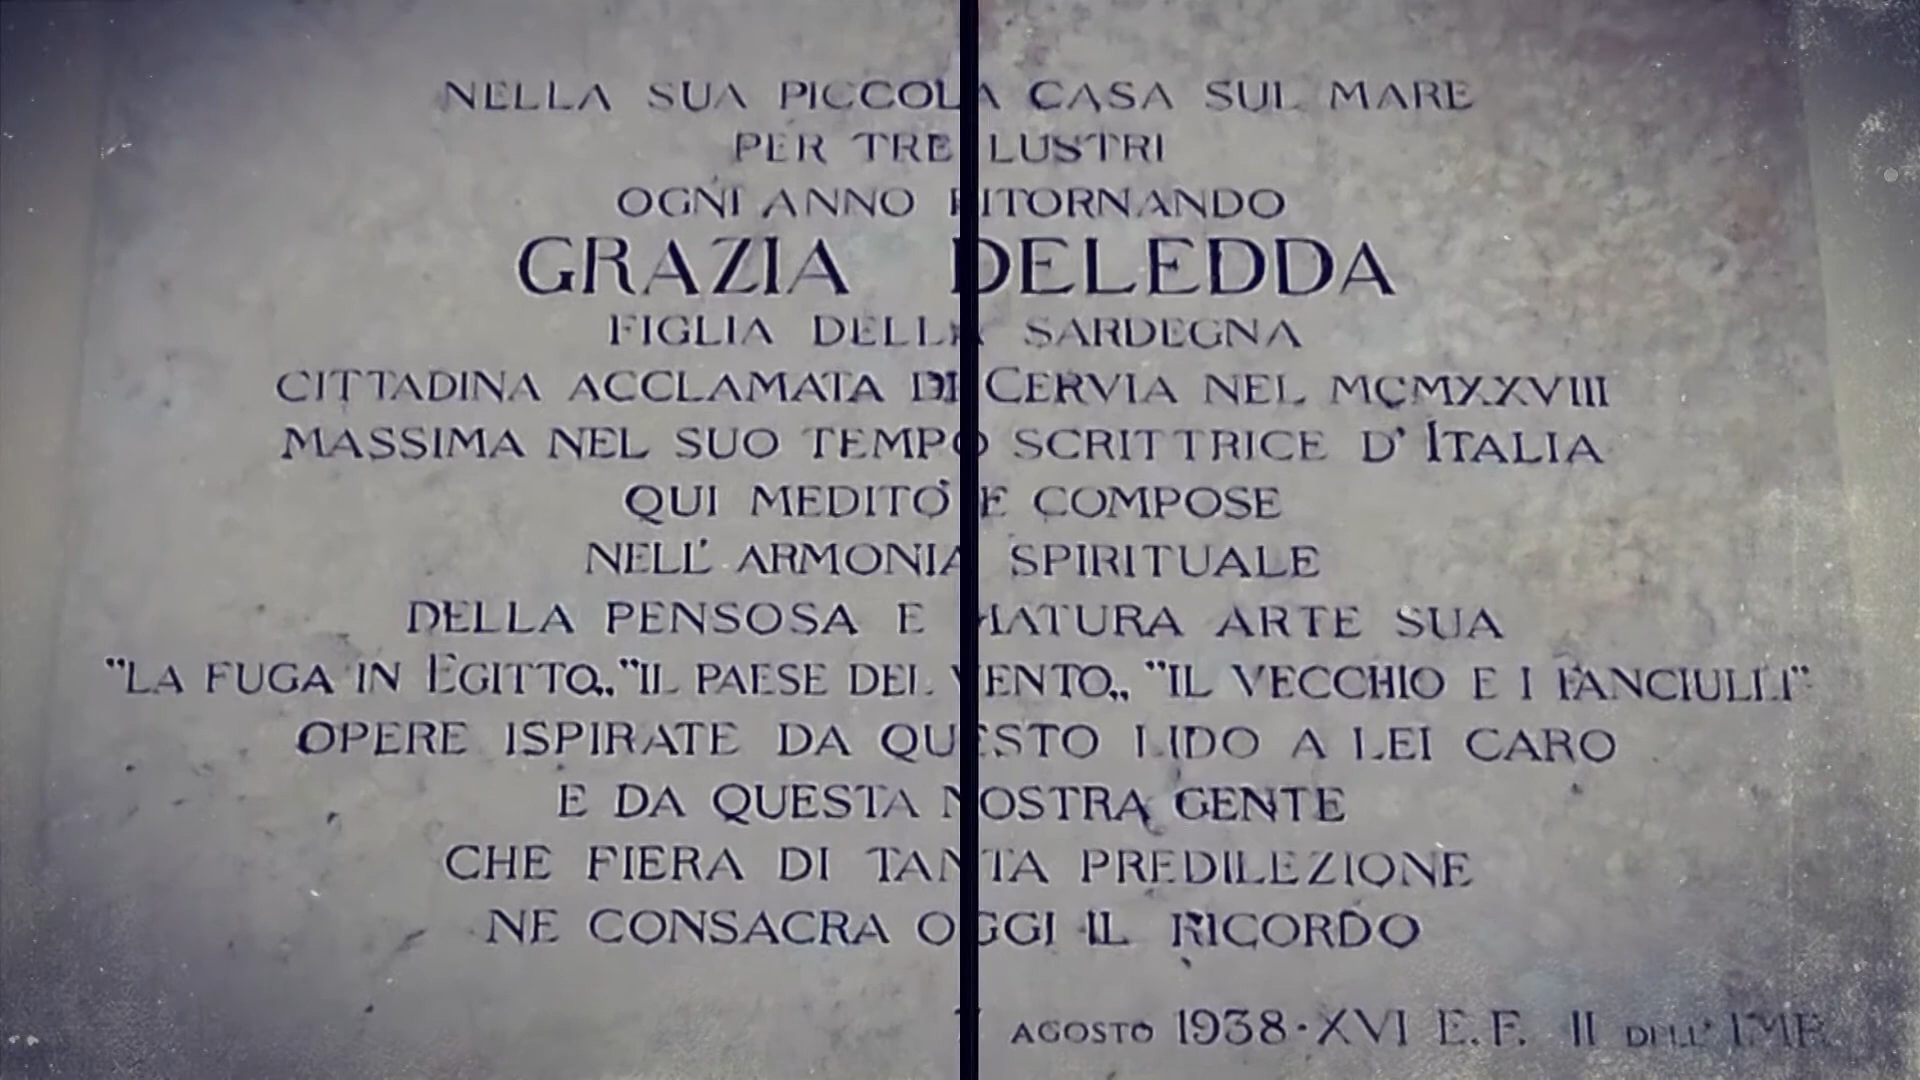 NELLA SUA PICCOLA CASA SUL MARE
PER TRE LUSTRI
OGNI ANNO RITORNANDO
GRAZIA DELEDDA
FIGLIA DELLA SARDEGNA
CITTADINA ACCLAMATA DI CERVIA NEL MCMXXVIII
MASSIMA NEL SUO TEMPO SCRITTRICE D'ITALIA
QUI MEDITÒ E COMPOSE
NELL'ARMONIA SPIRITUALE
DELLA PENSOSA E MATURA ARTE SUA
"LA FUGA IN EGITTO„ "IL PAESE DEL VENTO„ "IL VECCHIO E I FANCIULLI"
OPERE ISPIRATE DA QUESTO LIDO A LEI CARO
E DA QUESTA NOSTRA GENTE
CHE FIERA DI TANTA PREDILEZIONE
NE CONSACRA OGGI IL RICORDO
AGOSTO 1938·XVI E.F. II DELL'IMP.